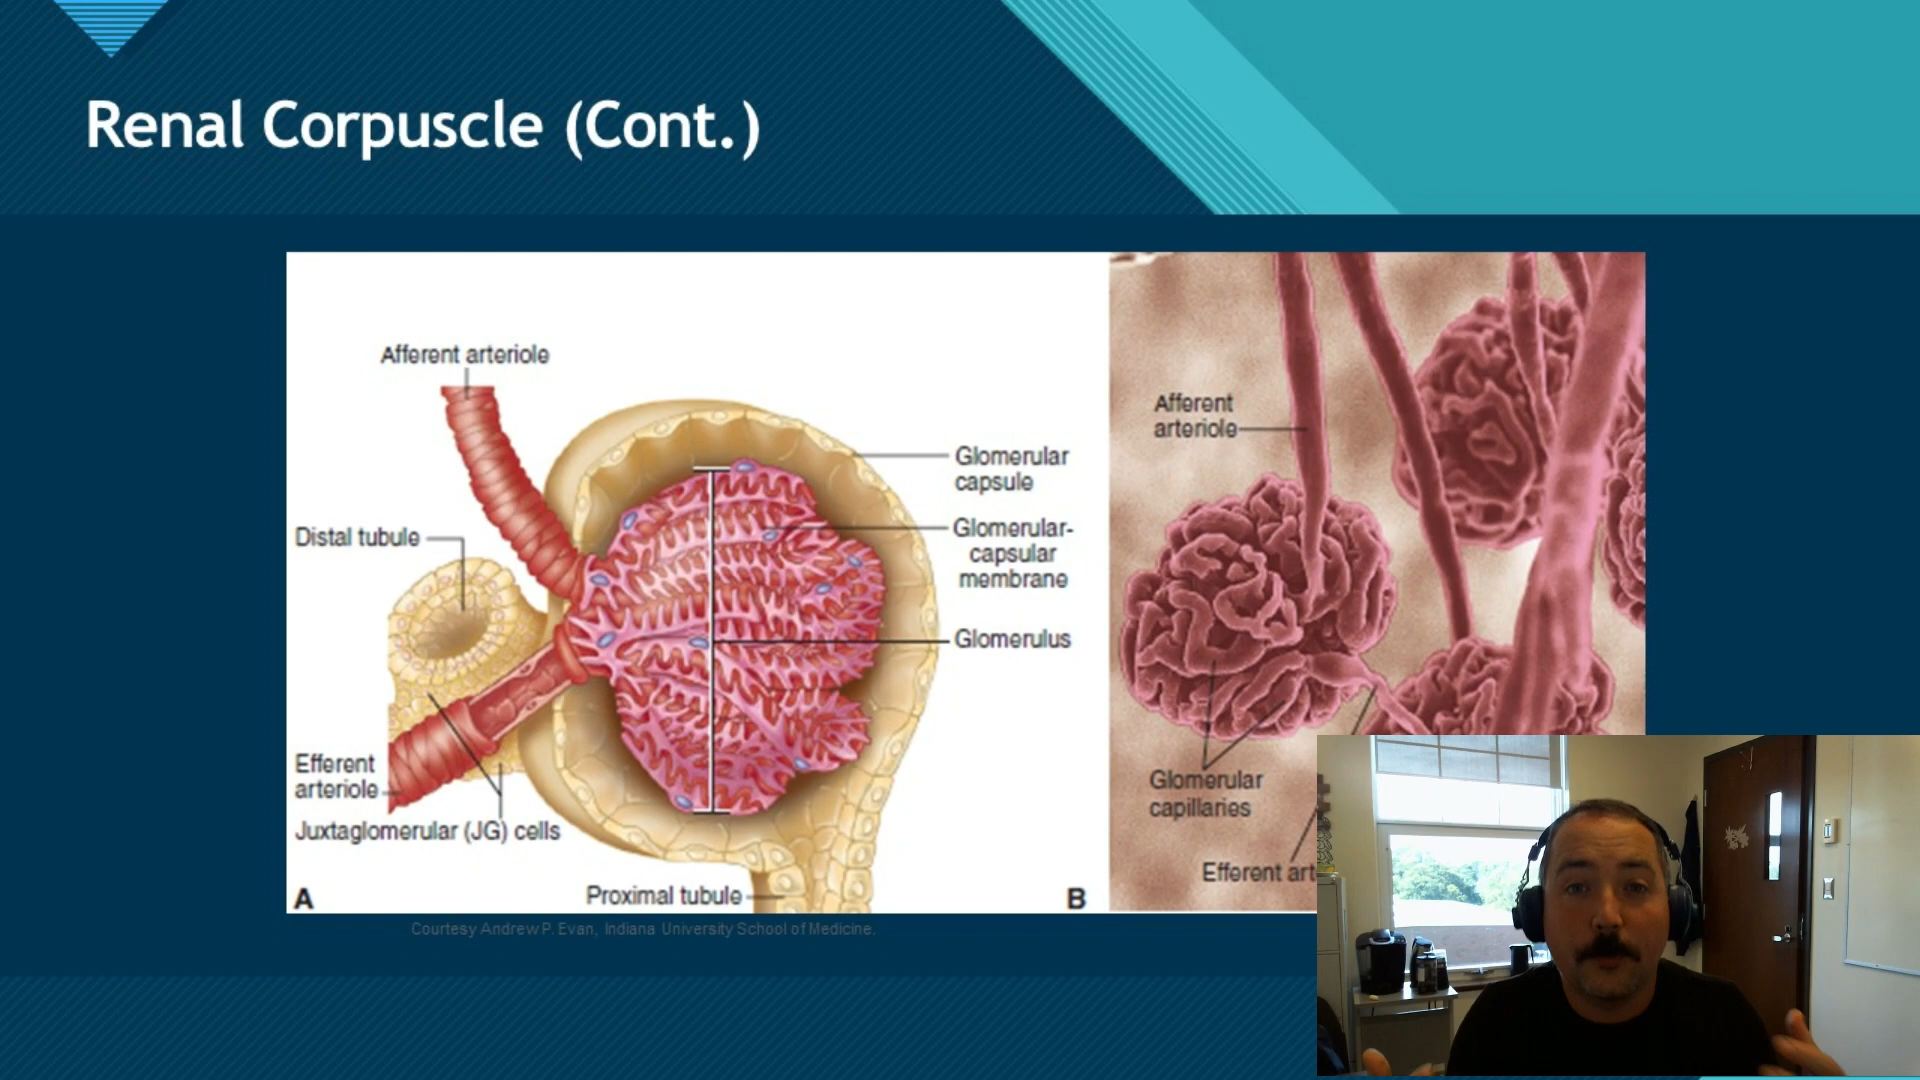 Renal Corpuscle (Cont.)
Afferent arteriole
Distal tubule
Efferent
arteriole
Juxtaglomerular (JG) cells
Proximal tubule
Glomerular
capsule
Glomerular-
capsular
membrane
Glomerulus
A
Afferent
arteriole
Glomerular
capillaries
Efferent art
B
Courtesy Andrew P. Evan, Indiana University School of Medicine.